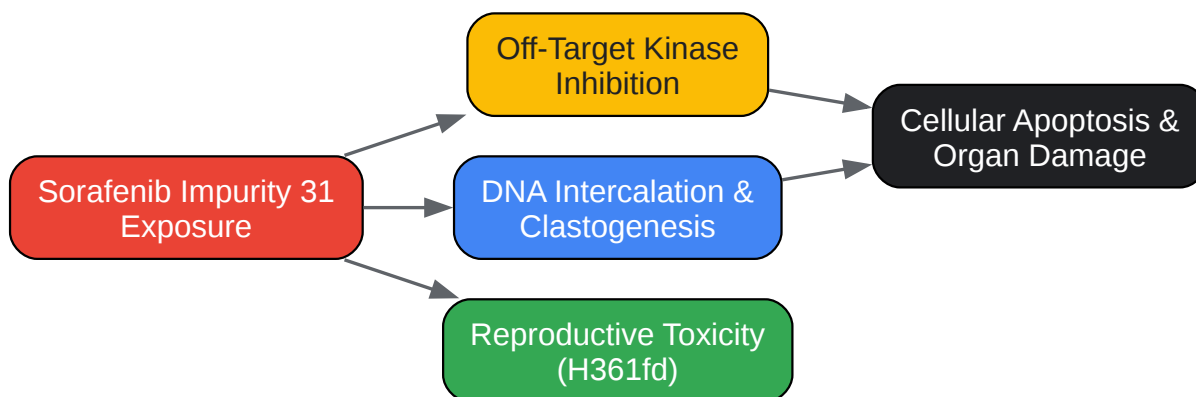 Off-Target Kinase
Inhibition
Cellular Apoptosis &
Organ Damage
Sorafenib Impurity 31
Exposure
DNA Intercalation &
Clastogenesis
Reproductive Toxicity
(H361fd)